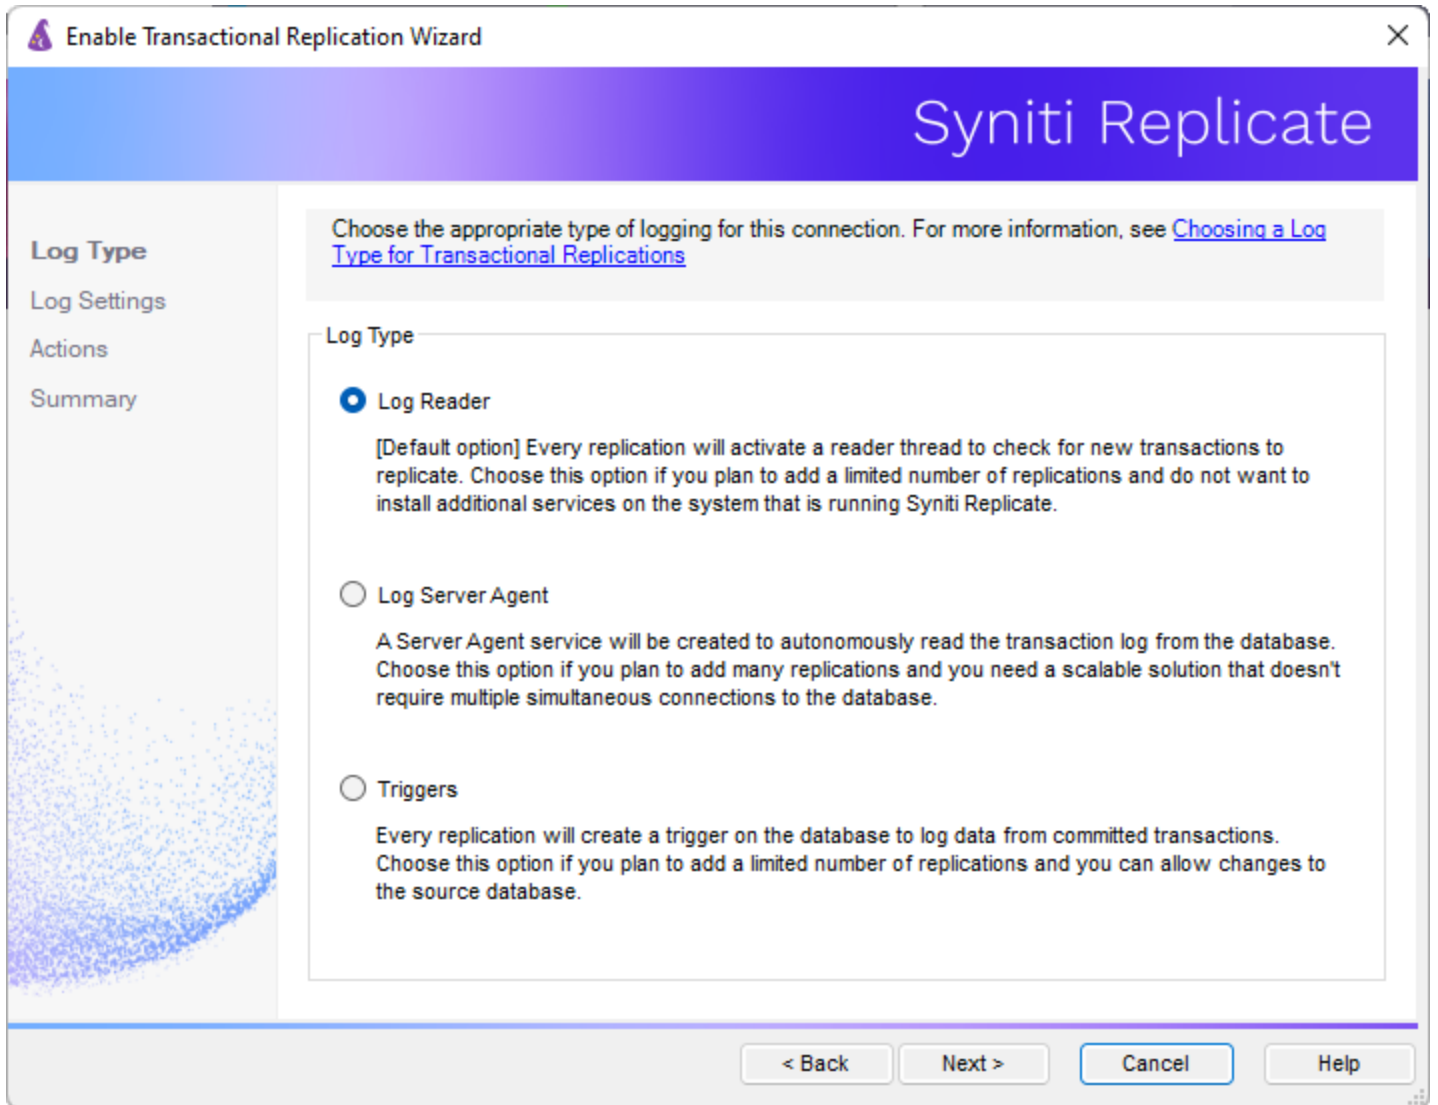 Enable Transactional Replication Wizard
Syniti Replicate
Log Type
Log Settings
Actions
Summary
Choose the appropriate type of logging for this connection. For more information, see Choosing a Log
Type for Transactional Replications
Log Type
Log Reader
[Default option] Every replication will activate a reader thread to check for new transactions to
replicate. Choose this option if you plan to add a limited number of replications and do not want to
install additional services on the system that is running Syniti Replicate.
Log Server Agent
A Server Agent service will be created to autonomously read the transaction log from the database.
Choose this option if you plan to add many replications and you need a scalable solution that doesn't
require multiple simultaneous connections to the database.
Triggers
Every replication will create a trigger on the database to log data from committed transactions.
Choose this option if you plan to add a limited number of replications and you can allow changes to
the source database.
< Back
Next >
Cancel
Help